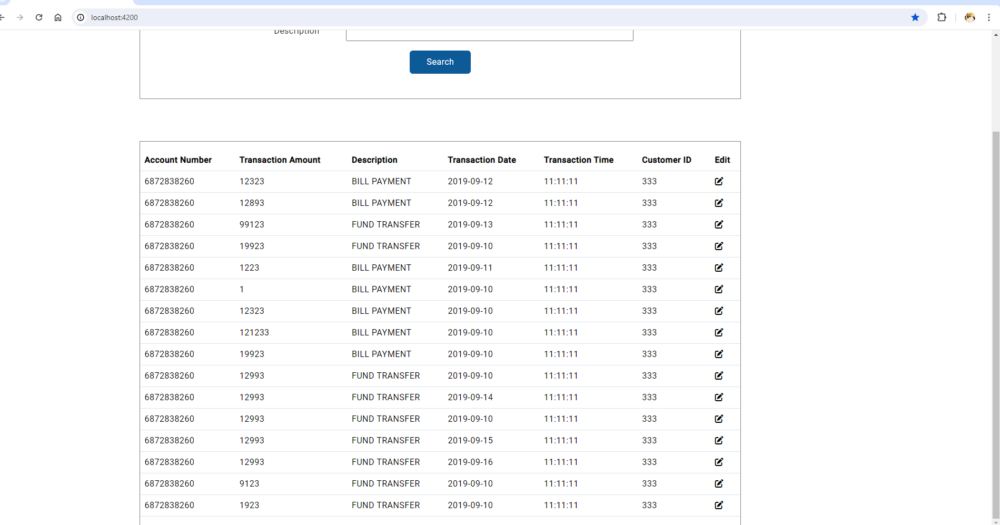 localhost:4200
Description
Search
Account Number Transaction Amount Description Transaction Date Transaction Time Customer ID Edit
6872838260 12323 BILL PAYMENT 2019-09-12 11:11:11 333
6872838260 12893 BILL PAYMENT 2019-09-12 11:11:11 333
6872838260 99123 FUND TRANSFER 2019-09-13 11:11:11 333
6872838260 19923 FUND TRANSFER 2019-09-10 11:11:11 333
6872838260 1223 BILL PAYMENT 2019-09-11 11:11:11 333
6872838260 1 BILL PAYMENT 2019-09-10 11:11:11 333
6872838260 12323 BILL PAYMENT 2019-09-10 11:11:11 333
6872838260 121233 BILL PAYMENT 2019-09-10 11:11:11 333
6872838260 19923 BILL PAYMENT 2019-09-10 11:11:11 333
6872838260 12993 FUND TRANSFER 2019-09-10 11:11:11 333
6872838260 12993 FUND TRANSFER 2019-09-14 11:11:11 333
6872838260 12993 FUND TRANSFER 2019-09-10 11:11:11 333
6872838260 12993 FUND TRANSFER 2019-09-15 11:11:11 333
6872838260 12993 FUND TRANSFER 2019-09-16 11:11:11 333
6872838260 9123 FUND TRANSFER 2019-09-10 11:11:11 333
6872838260 1923 FUND TRANSFER 2019-09-10 11:11:11 333